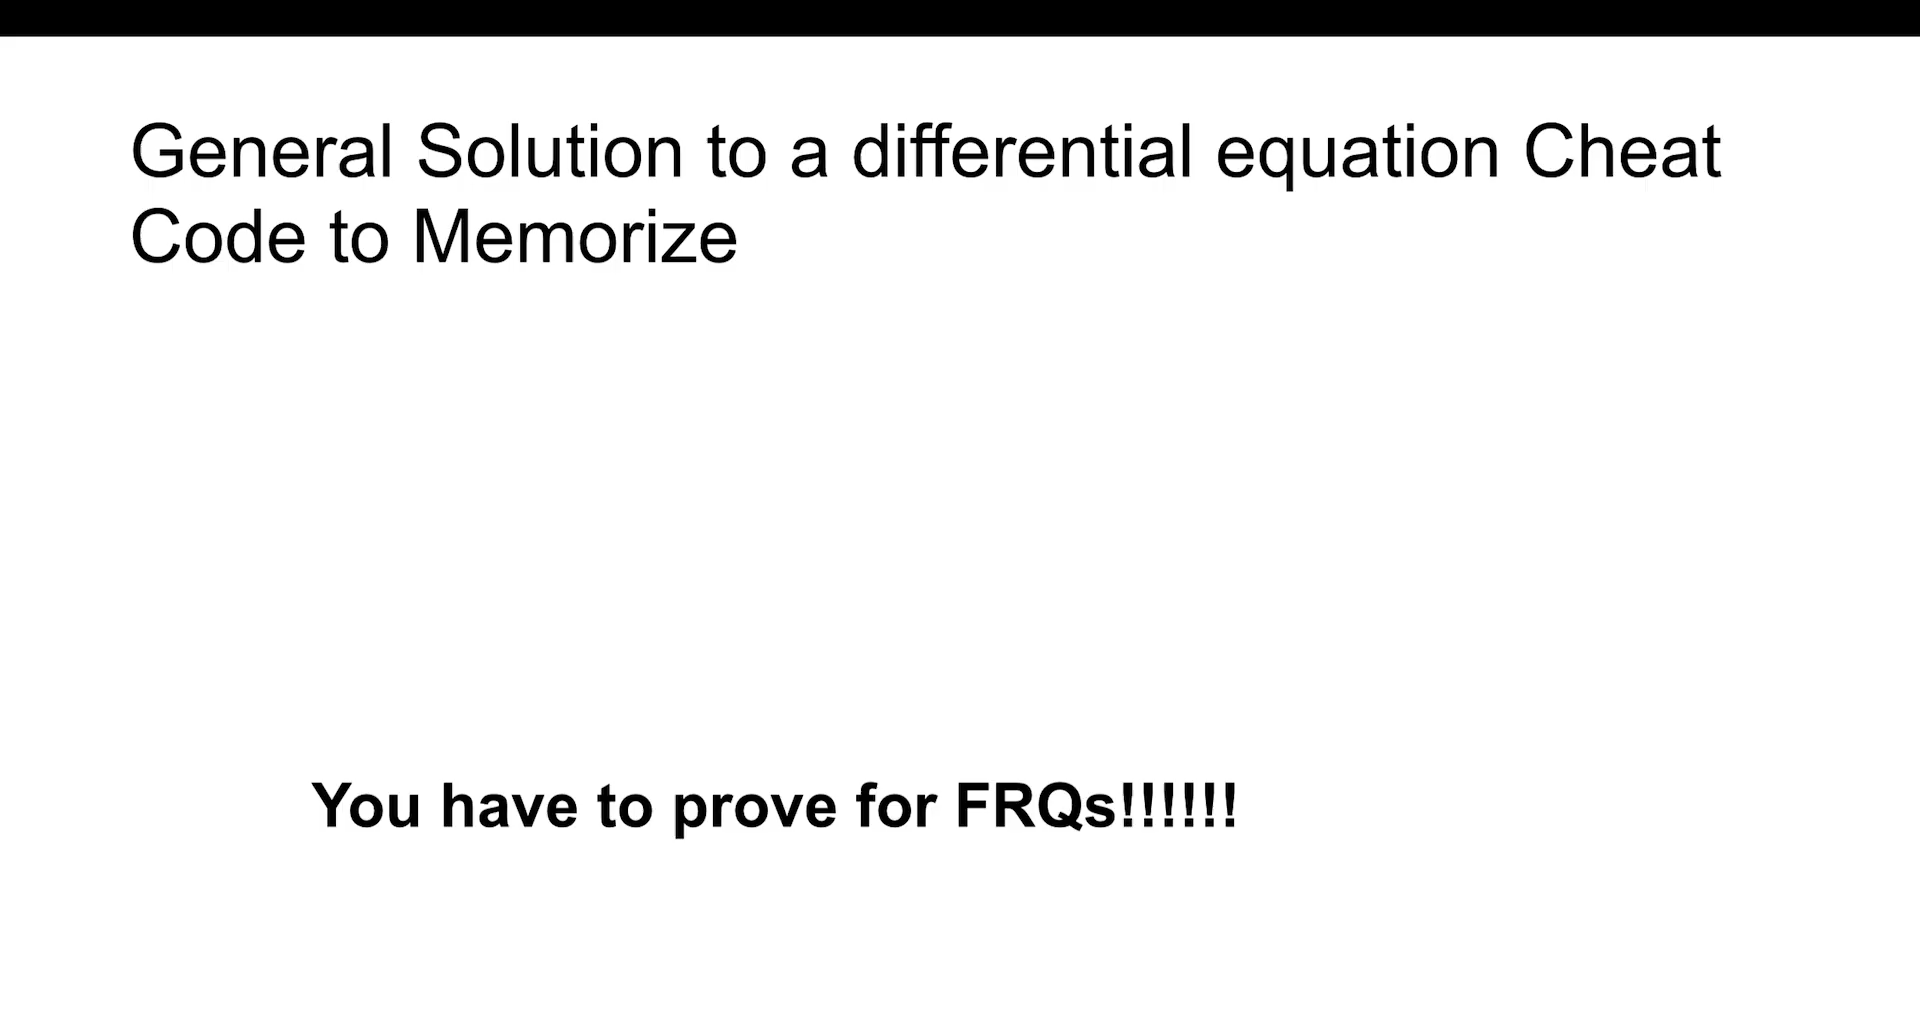 General Solution to a differential equation Cheat
Code to Memorize
You have to prove for FRQs!!!!!!